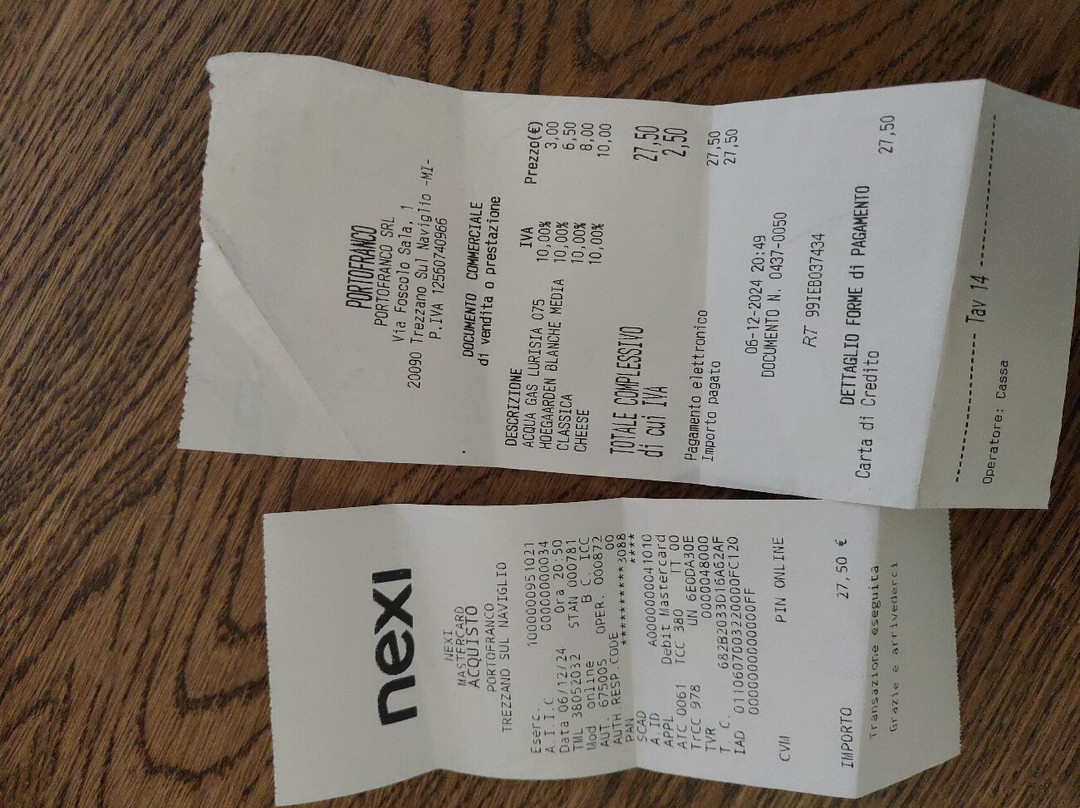 PORTOFRANCO
PORTOFRANCO SRL
Via Foscolo Sala, 1
20090 Trezzano Sul Naviglio -MI-
P.IVA 12560740966
DOCUMENTO COMMERCIALE
di vendita o prestazione
DESCRIZIONE IVA Prezzo(€)
ACQUA GAS LURISIA 075 10,00% 3,00
HOEGAARDEN BLANCHE MEDIA 10,00% 6,50
CLASSICA 10,00% 8,00
CHEESE 10,00% 10,00
TOTALE COMPLESSIVO 27,50
di cui IVA 2,50
Pagamento elettronico 27,50
Importo pagato 27,50
06-12-2024 20:49
DOCUMENTO N. 0437-0050
RT 99IEB037434
DETTAGLIO FORME di PAGAMENTO
Carta di Credito 27,50
------------- Tav 14 -------------
Operatore: Cassa
nexi
NEXI
MASTERCARD
ACQUISTO
PORTOFRANCO
TREZZANO SUL NAVIGLIO
Eserc. 100000951021
A.I.I.C 00000000034
Data 06/12/24 Ora 20:50
TML 38052032 STAN 000781
Mod online B C. ICC
AUT. 675005 OPER. 000872
AUTH.RESP.CODE 00
PAN ************3088
SCAD ****
A.ID A0000000041010
APPL Debit Mastercard
ATC 0061 TCC 380 TT 00
TrCC 978 UN 6E0DA30E
TVR 0000048000
T. C. 682B2033D16A62AF
IAD 0110607003220000FC120
00000000000000FF
CVM PIN ONLINE
IMPORTO 27,50 €
Transazione eseguita
Grazie e arrivederci